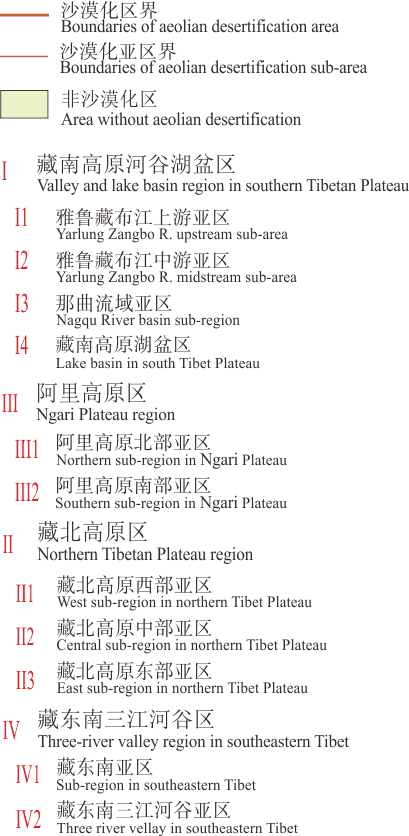 沙漠化区界
Boundaries of aeolian desertification area
沙漠化亚区界
Boundaries of aeolian desertification sub-area
非沙漠化区
Area without aeolian desertification
I 藏南高原河谷湖盆区
Valley and lake basin region in southern Tibetan Plateau
I1 雅鲁藏布江上游亚区
Yarlung Zangbo R. upstream sub-area
I2 雅鲁藏布江中游亚区
Yarlung Zangbo R. midstream sub-area
I3 那曲流域亚区
Nagqu River basin sub-region
I4 藏南高原湖盆区
Lake basin in south Tibet Plateau
III 阿里高原区
Ngari Plateau region
III1 阿里高原北部亚区
Northern sub-region in Ngari Plateau
III2 阿里高原南部亚区
Southern sub-region in Ngari Plateau
II 藏北高原区
Northern Tibetan Plateau region
II1 藏北高原西部亚区
West sub-region in northern Tibet Plateau
II2 藏北高原中部亚区
Central sub-region in northern Tibet Plateau
II3 藏北高原东部亚区
East sub-region in northern Tibet Plateau
IV 藏东南三江河谷区
Three-river valley region in southeastern Tibet
IV1 藏东南亚区
Sub-region in southeastern Tibet
IV2 藏东南三江河谷亚区
Three river vellay in southeastern Tibet